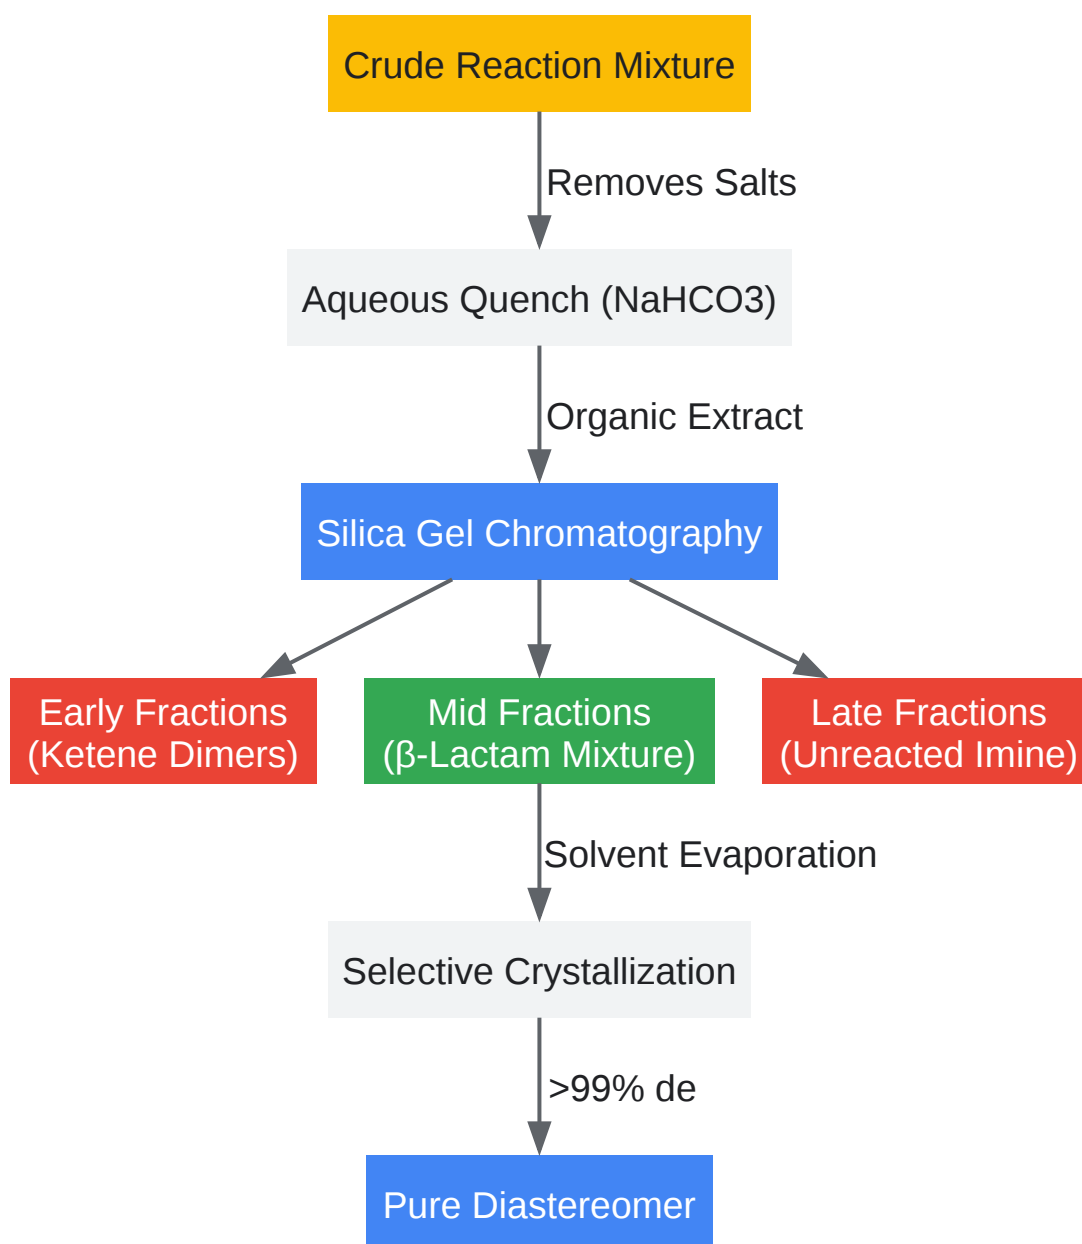 Crude Reaction Mixture
Removes Salts
Aqueous Quench (NaHCO3)
Organic Extract
Silica Gel Chromatography
Early Fractions
(Ketene Dimers)
Mid Fractions
(β-Lactam Mixture)
Late Fractions
(Unreacted Imine)
Solvent Evaporation
Selective Crystallization
>99% de
Pure Diastereomer